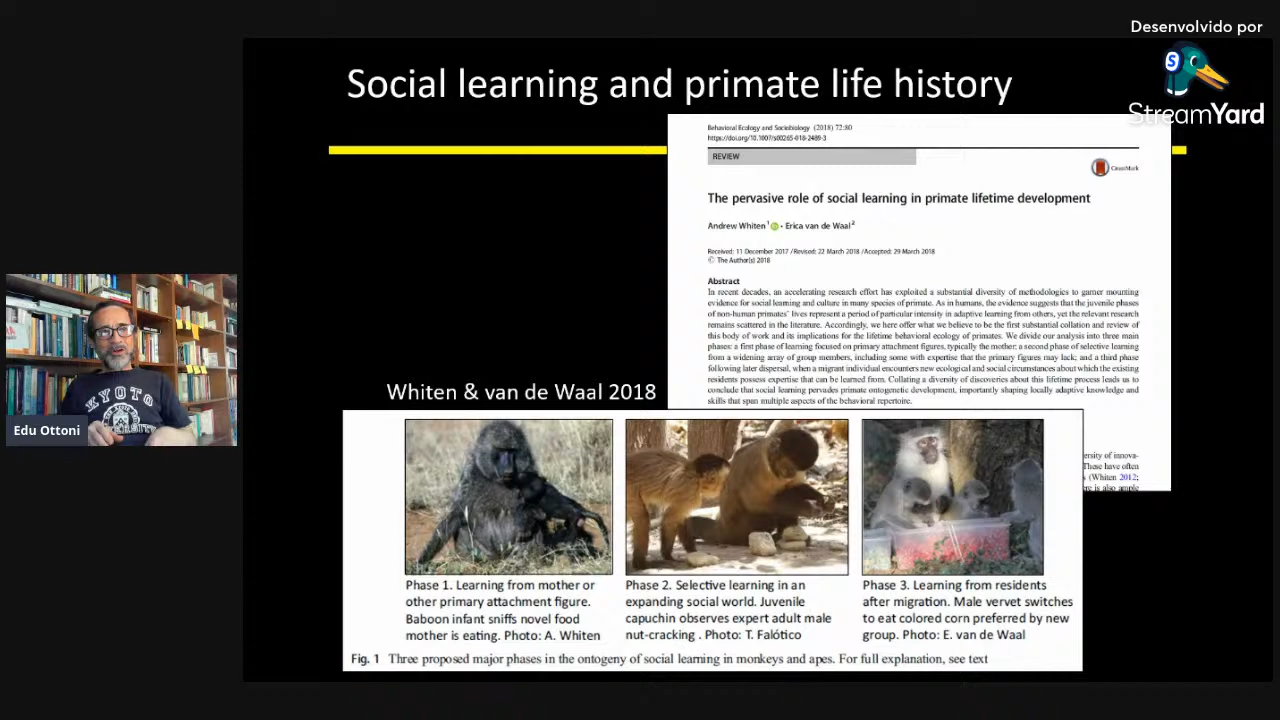 Desenvolvido por
S
StreamYard
Social learning and primate life history
Behavioral Ecology and Sociobiology (2018) 72:80
https://doi.org/10.1007/s00265-018-2489-3
REVIEW
CrossMark
The pervasive role of social learning in primate lifetime development
Andrew Whiten 1 · Erica van de Waal 2
Received: 11 December 2017 / Revised: 22 March 2018 / Accepted: 29 March 2018
© The Author(s) 2018
Abstract
In recent decades, an accelerating research effort has exploited a substantial diversity of methodologies to garner mounting
evidence for social learning and culture in many species of primate. As in humans, the evidence suggests that the juvenile phases
of non-human primates' lives represent a period of particular intensity in adaptive learning from others, yet the relevant research
remains scattered in the literature. Accordingly, we here offer what we believe to be the first substantial collation and review of
this body of work and its implications for the lifetime behavioral ecology of primates. We divide our analysis into three main
phases: a first phase of learning focused on primary attachment figures, typically the mother; a second phase of selective learning
from a widening array of group members, including some with expertise that the primary figures may lack; and a third phase
following later dispersal, when a migrant individual encounters new ecological and social circumstances about which the existing
residents possess expertise that can be learned from. Collating a diversity of discoveries about this lifetime process leads us to
conclude that social learning pervades primate ontogenetic development, importantly shaping locally adaptive knowledge and
skills that span multiple aspects of the behavioral repertoire.
ersity of innova-
These have often
s (Whiten 2012;
re is also ample
Whiten & van de Waal 2018
KYOTO
Edu Ottoni
Phase 1. Learning from mother or
other primary attachment figure.
Baboon infant sniffs novel food
mother is eating. Photo: A. Whiten
Phase 2. Selective learning in an
expanding social world. Juvenile
capuchin observes expert adult male
nut-cracking . Photo: T. Falótico
Phase 3. Learning from residents
after migration. Male vervet switches
to eat colored corn preferred by new
group. Photo: E. van de Waal
Fig. 1 Three proposed major phases in the ontogeny of social learning in monkeys and apes. For full explanation, see text